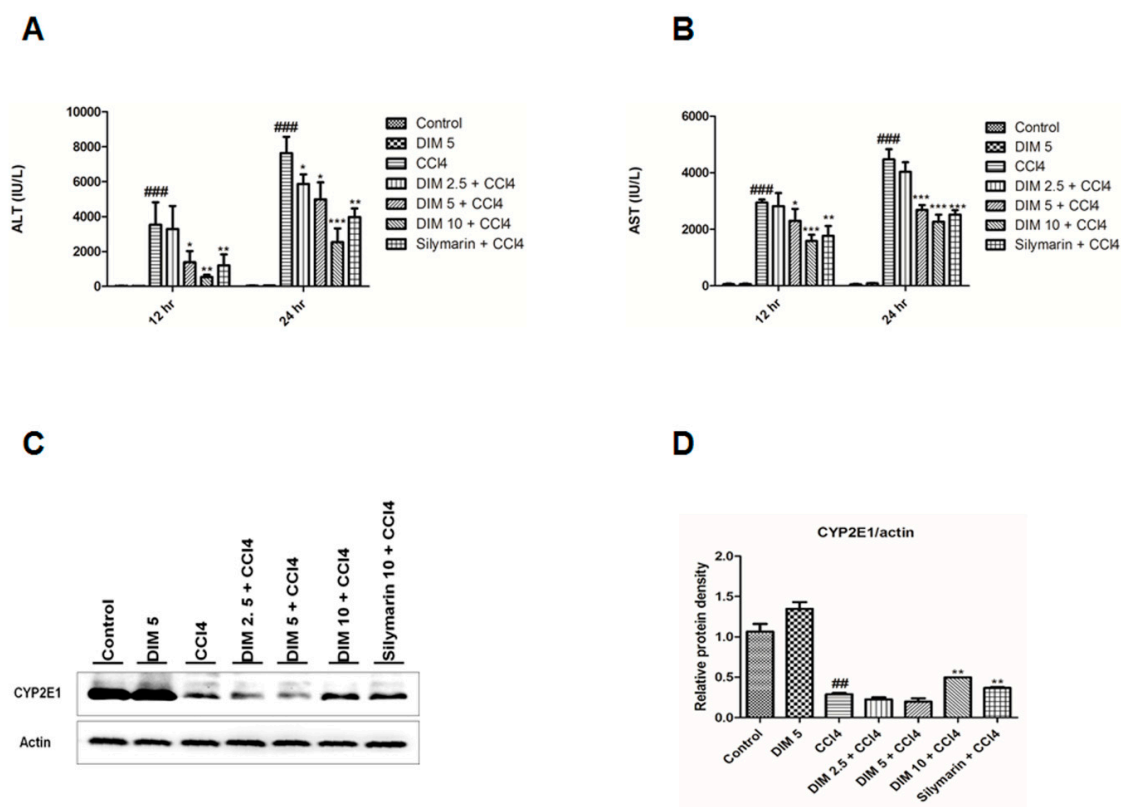 A
10000
8000
6000
4000
2000
0
ALT (IU/L)
###
*
**
**
###
*
*
***
**
12 hr
24 hr
Control
DIM 5
CCl4
DIM 2.5 + CCl4
DIM 5 + CCl4
DIM 10 + CCl4
Silymarin + CCl4
B
6000
4000
2000
0
AST (IU/L)
###
*
***
**
###
***
***
***
12 hr
24 hr
Control
DIM 5
CCl4
DIM 2.5 + CCl4
DIM 5 + CCl4
DIM 10 + CCl4
Silymarin + CCl4
C
Control
DIM 5
CCl4
DIM 2. 5 + CCl4
DIM 5 + CCl4
DIM 10 + CCl4
Silymarin 10 + CCl4
CYP2E1
Actin
D
CYP2E1/actin
2.0
1.5
1.0
0.5
0.0
Relative protein density
##
**
**
Control
DIM 5
CCl4
DIM 2.5 + CCl4
DIM 5 + CCl4
DIM 10 + CCl4
Silymarin + CCl4